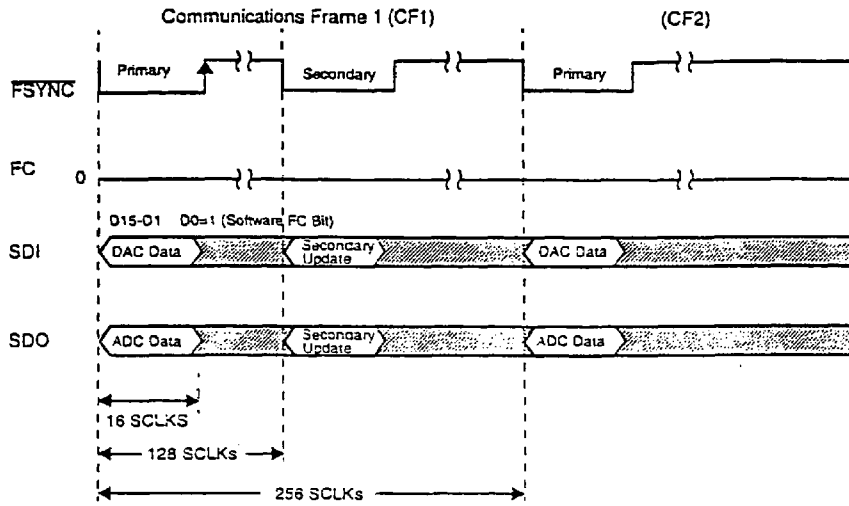 Communications Frame 1 (CF1)
(CF2)
Primary
Secondary
Primary
FSYNC
FC
0
D15-D1 D0=1 (Software FC Bit)
SDI
DAC Data
Secondary
Update
DAC Data
SDO
ADC Data
Secondary
Update
ADC Data
16 SCLKS
128 SCLKs
256 SCLKs